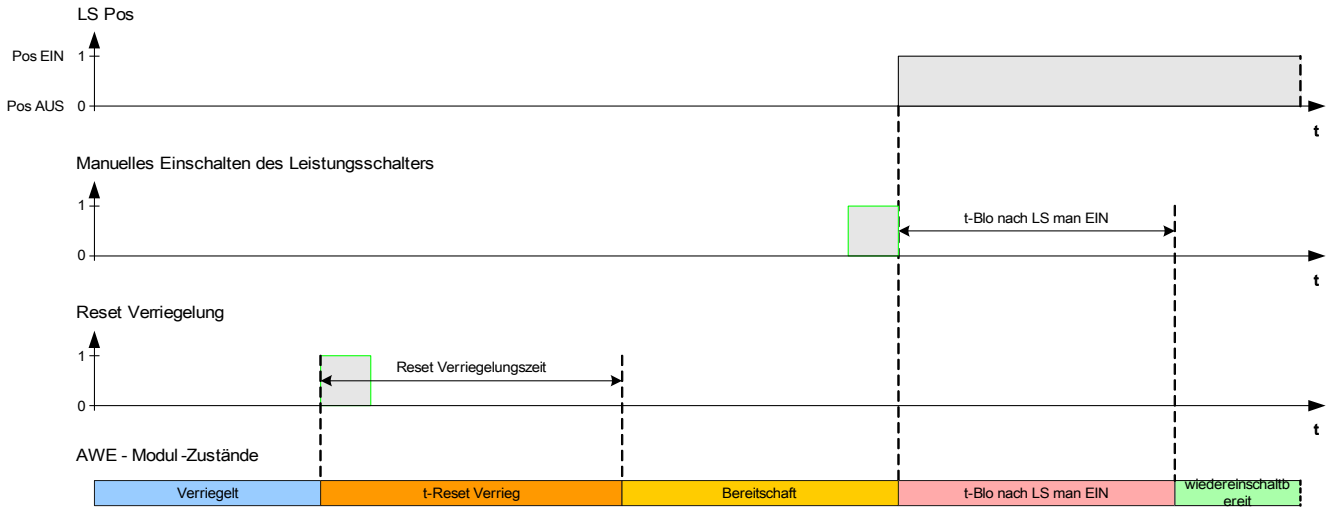 LS Pos
Pos EIN 1
Pos AUS 0
t
Manuelles Einschalten des Leistungsschalters
1
t-Blo nach LS man EIN
0
t
Reset Verriegelung
1
Reset Verriegelungszeit
0
t
AWE - Modul -Zustände
Verriegelt t-Reset Verrieg Bereitschaft t-Blo nach LS man EIN wiedereinschaltb
ereit